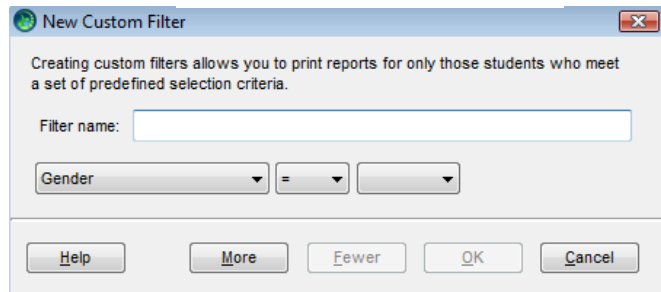 New Custom Filter
Creating custom filters allows you to print reports for only those students who meet
a set of predefined selection criteria.
Filter name:
Gender =
Help More Fewer OK Cancel